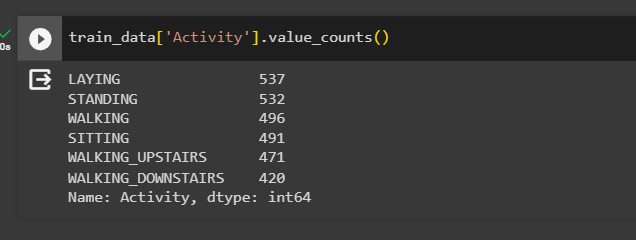 0s
train_data['Activity'].value_counts()
LAYING 537
STANDING 532
WALKING 496
SITTING 491
WALKING_UPSTAIRS 471
WALKING_DOWNSTAIRS 420
Name: Activity, dtype: int64